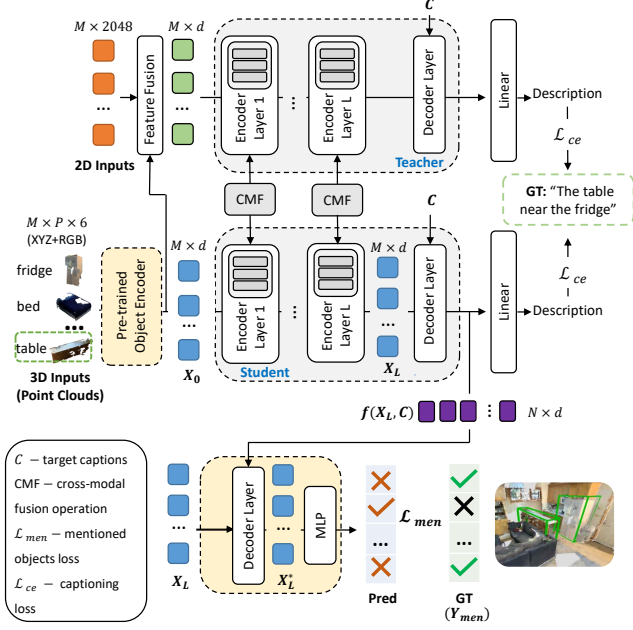 M × 2048
M × d
C
Feature Fusion
Encoder
Layer 1
...
Encoder
Layer L
Decoder Layer
Linear
Description
...
...
2D Inputs
Teacher
ℒ ce
GT: “The table
near the fridge”
CMF
CMF
M × P × 6
(XYZ+RGB)
C
M × d
M × d
ℒ ce
fridge
bed
...
table
Pre-trained
Object Encoder
...
Encoder
Layer 1
...
Encoder
Layer L
...
Decoder Layer
Linear
Description
X0
XL
3D Inputs
(Point Clouds)
Student
f(XL, C)
...
N × d
C – target captions
CMF – cross-modal
fusion operation
ℒ men – mentioned
objects loss
ℒ ce – captioning
loss
...
Decoder Layer
...
MLP
...
ℒ men
...
XL
X*L
Pred
GT
(Ymen)